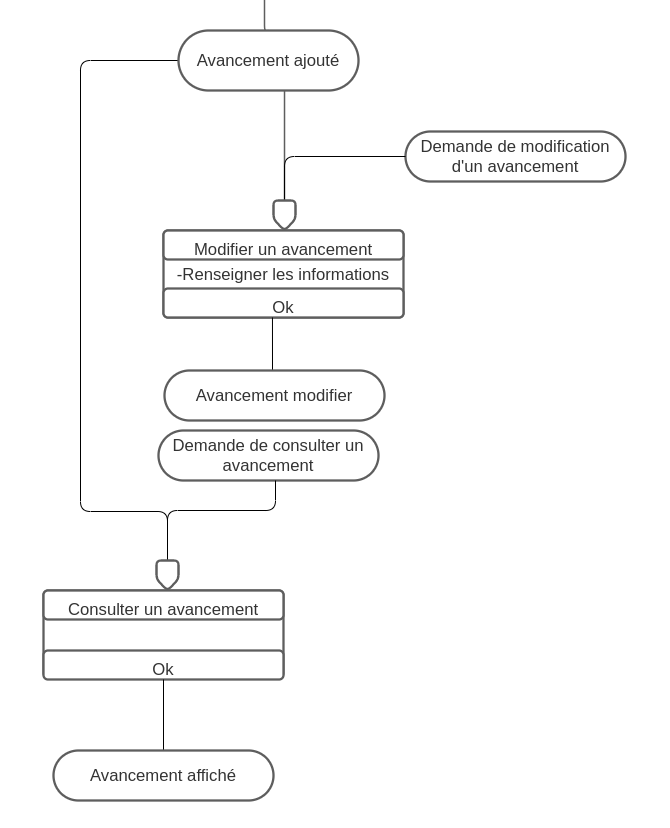 Avancement ajouté
Demande de modification
d'un avancement
Modifier un avancement
-Renseigner les informations
Ok
Avancement modifier
Demande de consulter un
avancement
Consulter un avancement
Ok
Avancement affiché